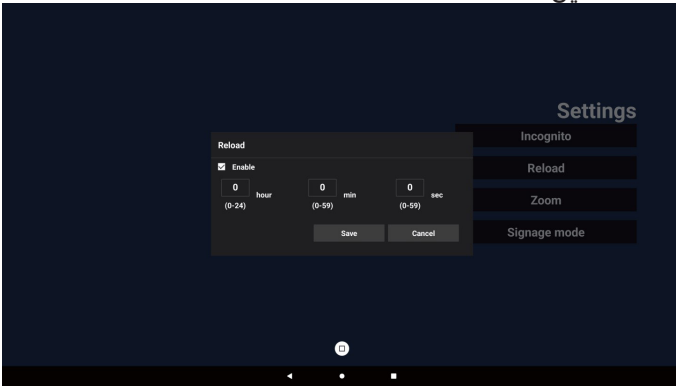 Settings
Incognito
Reload
Zoom
Signage mode
Reload
Enable
0 hour 0 min 0 sec
(0-24) (0-59) (0-59)
Save Cancel